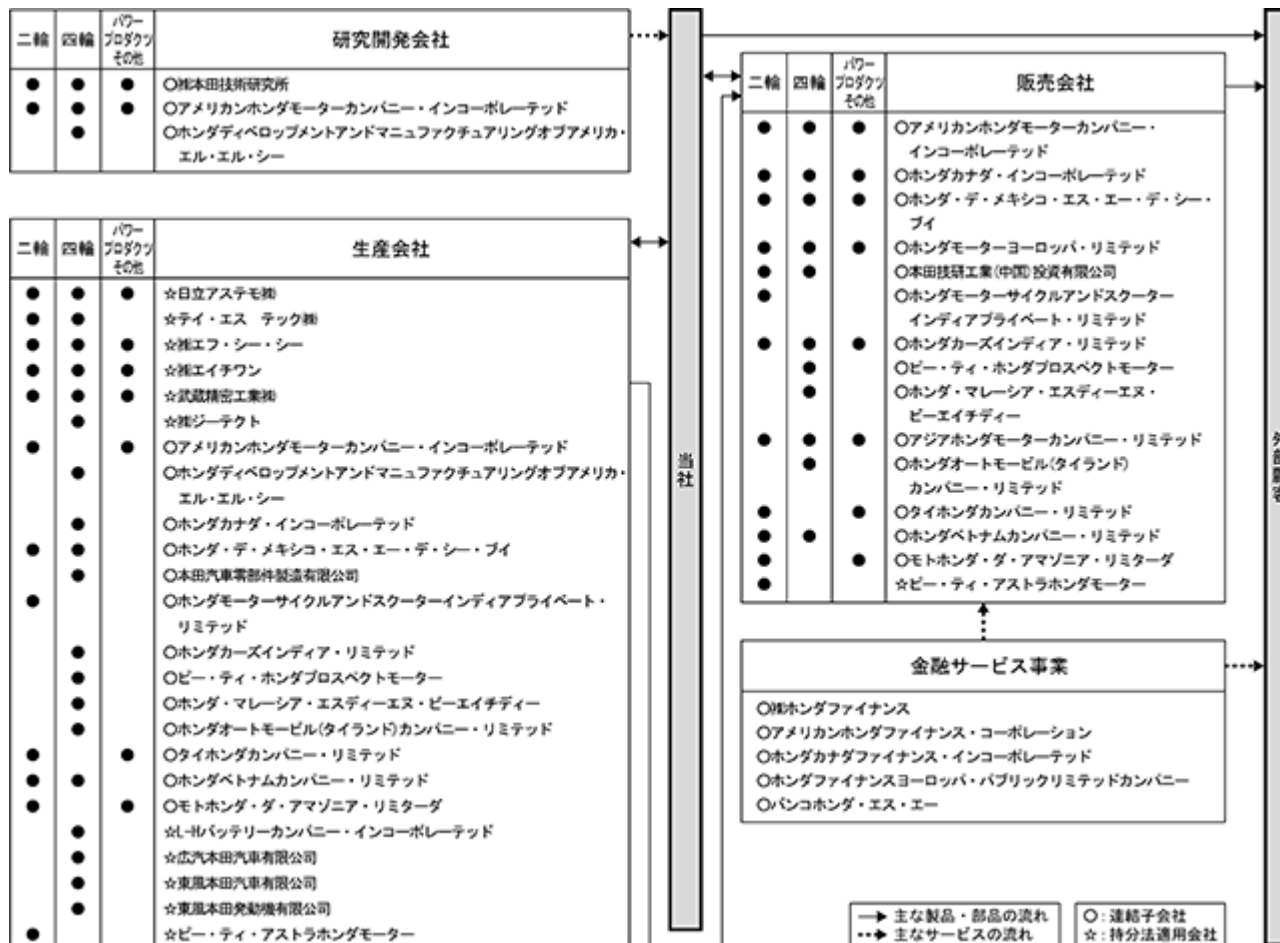 二輪 四輪 パワープロダクツその他 研究開発会社
● ● ● 〇㈱本田技術研究所
● ● ● 〇アメリカンホンダモーターカンパニー・インコーポレーテッド
● 〇ホンダディベロップメントアンドマニュファクチュアリングオブアメリカ・
エル・エル・シー
二輪 四輪 パワープロダクツその他 生産会社
● ● ● ☆日立アステモ㈱
● ● ☆テイ・エス テック㈱
● ● ● ☆㈱エフ・シー・シー
● ● ● ☆㈱エイチワン
● ● ● ☆武蔵精密工業㈱
● ☆㈱ジーテクト
● ● 〇アメリカンホンダモーターカンパニー・インコーポレーテッド
● 〇ホンダディベロップメントアンドマニュファクチュアリングオブアメリカ・
エル・エル・シー
● 〇ホンダカナダ・インコーポレーテッド
● ● 〇ホンダ・デ・メキシコ・エス・エー・デ・シー・ブイ
● 〇本田汽車零部件製造有限公司
● 〇ホンダモーターサイクルアンドスクーターインディアプライベート・
リミテッド
● 〇ホンダカーズインディア・リミテッド
● 〇ピー・ティ・ホンダプロスペクトモーター
● 〇ホンダ・マレーシア・エスディーエヌ・ビーエイチディー
● 〇ホンダオートモービル(タイランド)カンパニー・リミテッド
● ● 〇タイホンダカンパニー・リミテッド
● ● 〇ホンダベトナムカンパニー・リミテッド
● ● 〇モトホンダ・ダ・アマゾニア・リミターダ
● ☆L-Hバッテリーカンパニー・インコーポレーテッド
● ☆広汽本田汽車有限公司
● ☆東風本田汽車有限公司
● ☆東風本田発動機有限公司
● ☆ピー・ティ・アストラホンダモーター
当社
二輪 四輪 パワープロダクツその他 販売会社
● ● ● 〇アメリカンホンダモーターカンパニー・
インコーポレーテッド
● ● ● 〇ホンダカナダ・インコーポレーテッド
● ● ● 〇ホンダ・デ・メキシコ・エス・エー・デ・シー・
ブイ
● ● ● 〇ホンダモーターヨーロッパ・リミテッド
● ● 〇本田技研工業(中国)投資有限公司
● 〇ホンダモーターサイクルアンドスクーター
インディアプライベート・リミテッド
● ● ● 〇ホンダカーズインディア・リミテッド
● 〇ピー・ティ・ホンダプロスペクトモーター
● 〇ホンダ・マレーシア・エスディーエヌ・
ビーエイチディー
● ● ● 〇アジアホンダモーターカンパニー・リミテッド
● 〇ホンダオートモービル(タイランド)
カンパニー・リミテッド
● ● 〇タイホンダカンパニー・リミテッド
● ● 〇ホンダベトナムカンパニー・リミテッド
● ● 〇モトホンダ・ダ・アマゾニア・リミターダ
● ☆ピー・ティ・アストラホンダモーター
金融サービス事業
〇㈱ホンダファイナンス
〇アメリカンホンダファイナンス・コーポレーション
〇ホンダカナダファイナンス・インコーポレーテッド
〇ホンダファイナンスヨーロッパ・パブリックリミテッドカンパニー
〇バンコホンダ・エス・エー
外部顧客
→ 主な製品・部品の流れ
⇢ 主なサービスの流れ
〇:連結子会社
☆:持分法適用会社